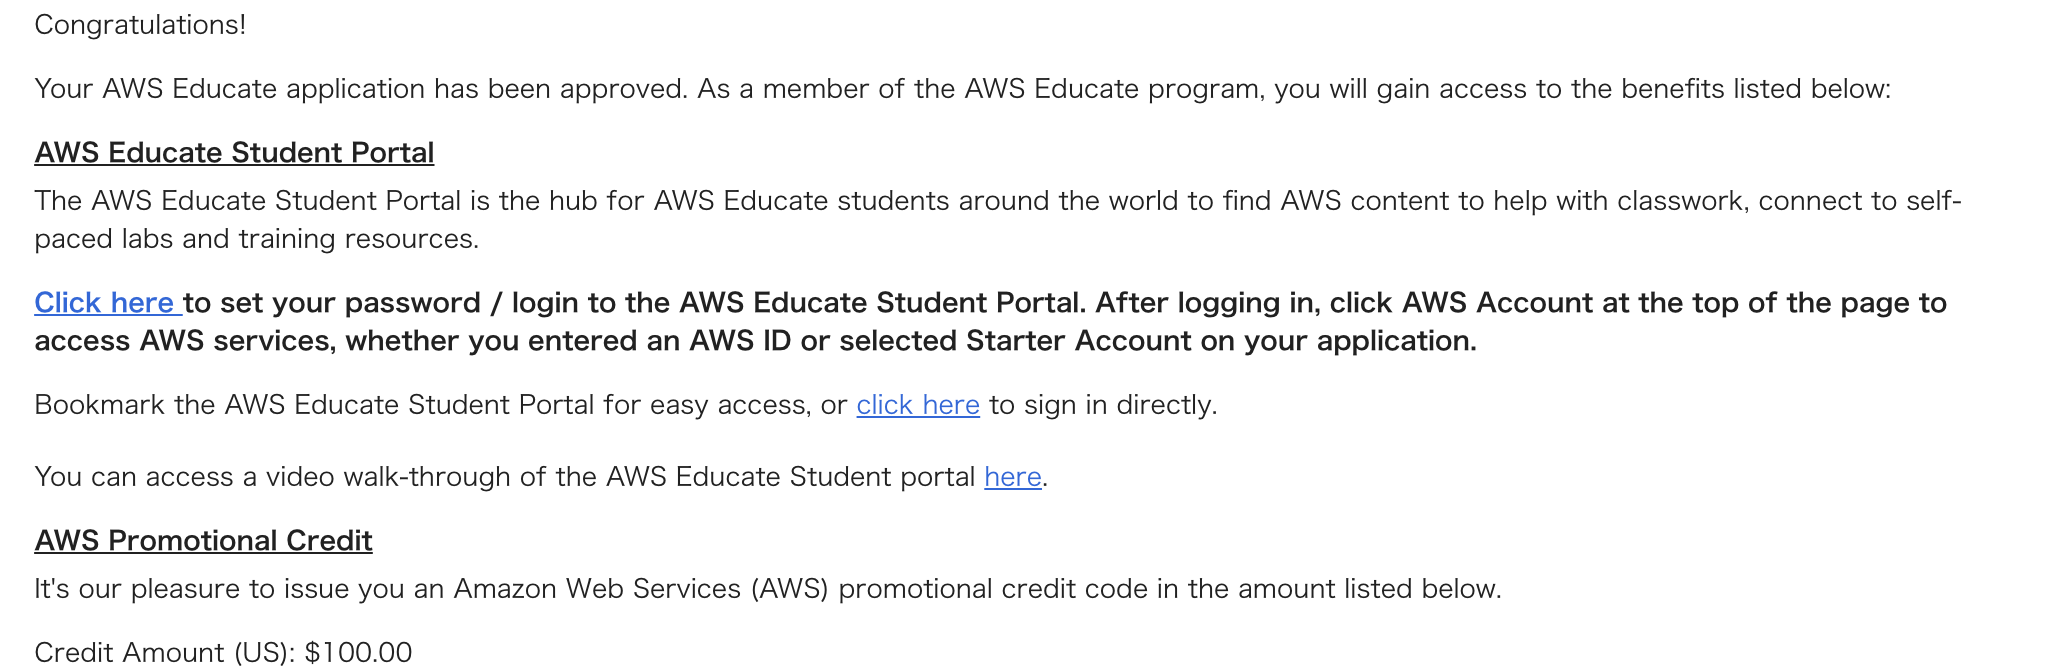 Congratulations!
Your AWS Educate application has been approved. As a member of the AWS Educate program, you will gain access to the benefits listed below:
AWS Educate Student Portal
The AWS Educate Student Portal is the hub for AWS Educate students around the world to find AWS content to help with classwork, connect to self-
paced labs and training resources.
Click here to set your password / login to the AWS Educate Student Portal. After logging in, click AWS Account at the top of the page to
access AWS services, whether you entered an AWS ID or selected Starter Account on your application.
Bookmark the AWS Educate Student Portal for easy access, or click here to sign in directly.
You can access a video walk-through of the AWS Educate Student portal here.
AWS Promotional Credit
It's our pleasure to issue you an Amazon Web Services (AWS) promotional credit code in the amount listed below.
Credit Amount (US): $100.00